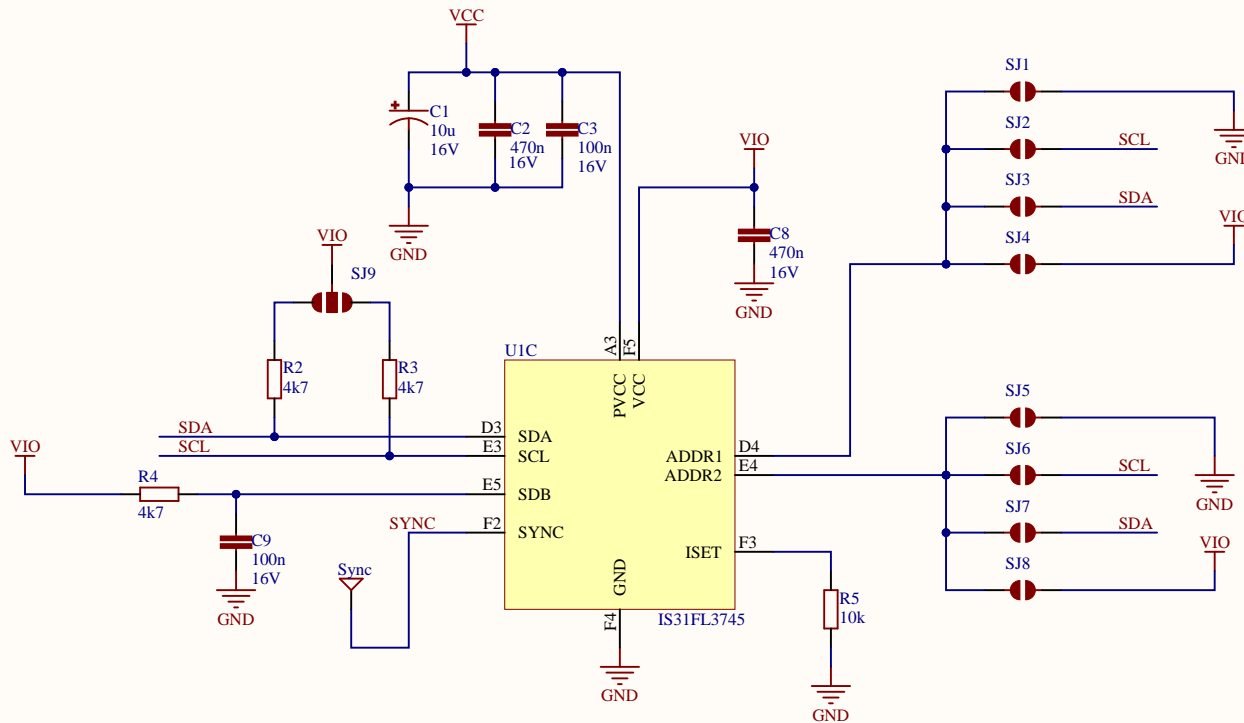 VCC
C1
10u
16V
C2
470n
16V
C3
100n
16V
GND
VIO
C8
470n
16V
GND
SJ1
GND
SJ2
SCL
SJ3
SDA
SJ4
VIO
VIO
SJ9
R2
4k7
R3
4k7
U1C
A3
F5
PVCC
VCC
SDA
D3
SDA
SCL
E3
SCL
VIO
R4
4k7
E5
SDB
C9
100n
16V
GND
SYNC
F2
SYNC
Sync
D4
ADDR1
E4
ADDR2
F3
ISET
GND
F4
GND
IS31FL3745
R5
10k
GND
SJ5
GND
SJ6
SCL
SJ7
SDA
SJ8
VIO